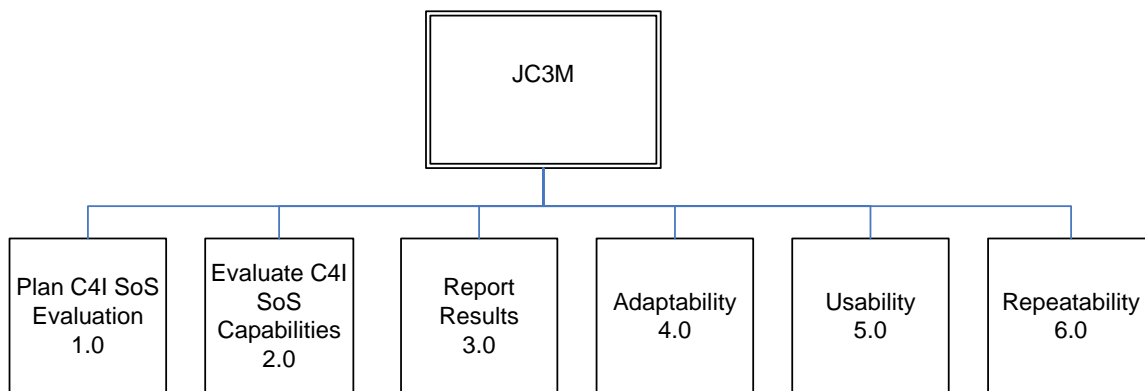 JC3M
Plan C4I SoS
Evaluation
1.0
Evaluate C4I
SoS
Capabilities
2.0
Report
Results
3.0
Adaptability
4.0
Usability
5.0
Repeatability
6.0